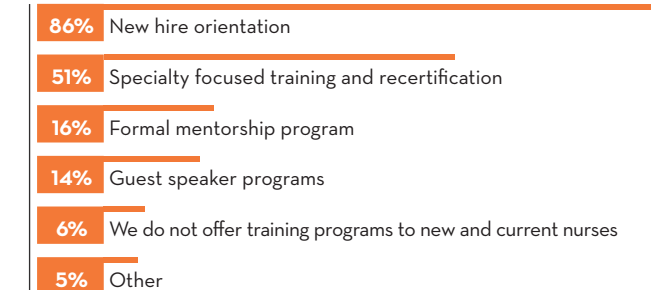 86% New hire orientation
51% Specialty focused training and recertification
16% Formal mentorship program
14% Guest speaker programs
6% We do not offer training programs to new and current nurses
5% Other